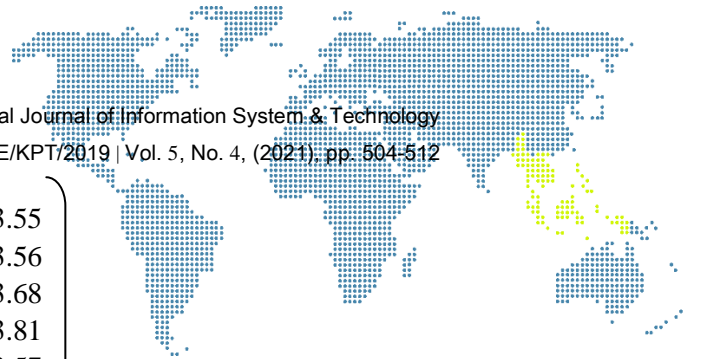 al Journal of Information System & Technology
E/KPT/2019 | Vol. 5, No. 4, (2021), pp. 504-512
3.55
3.56
3.68
3.81